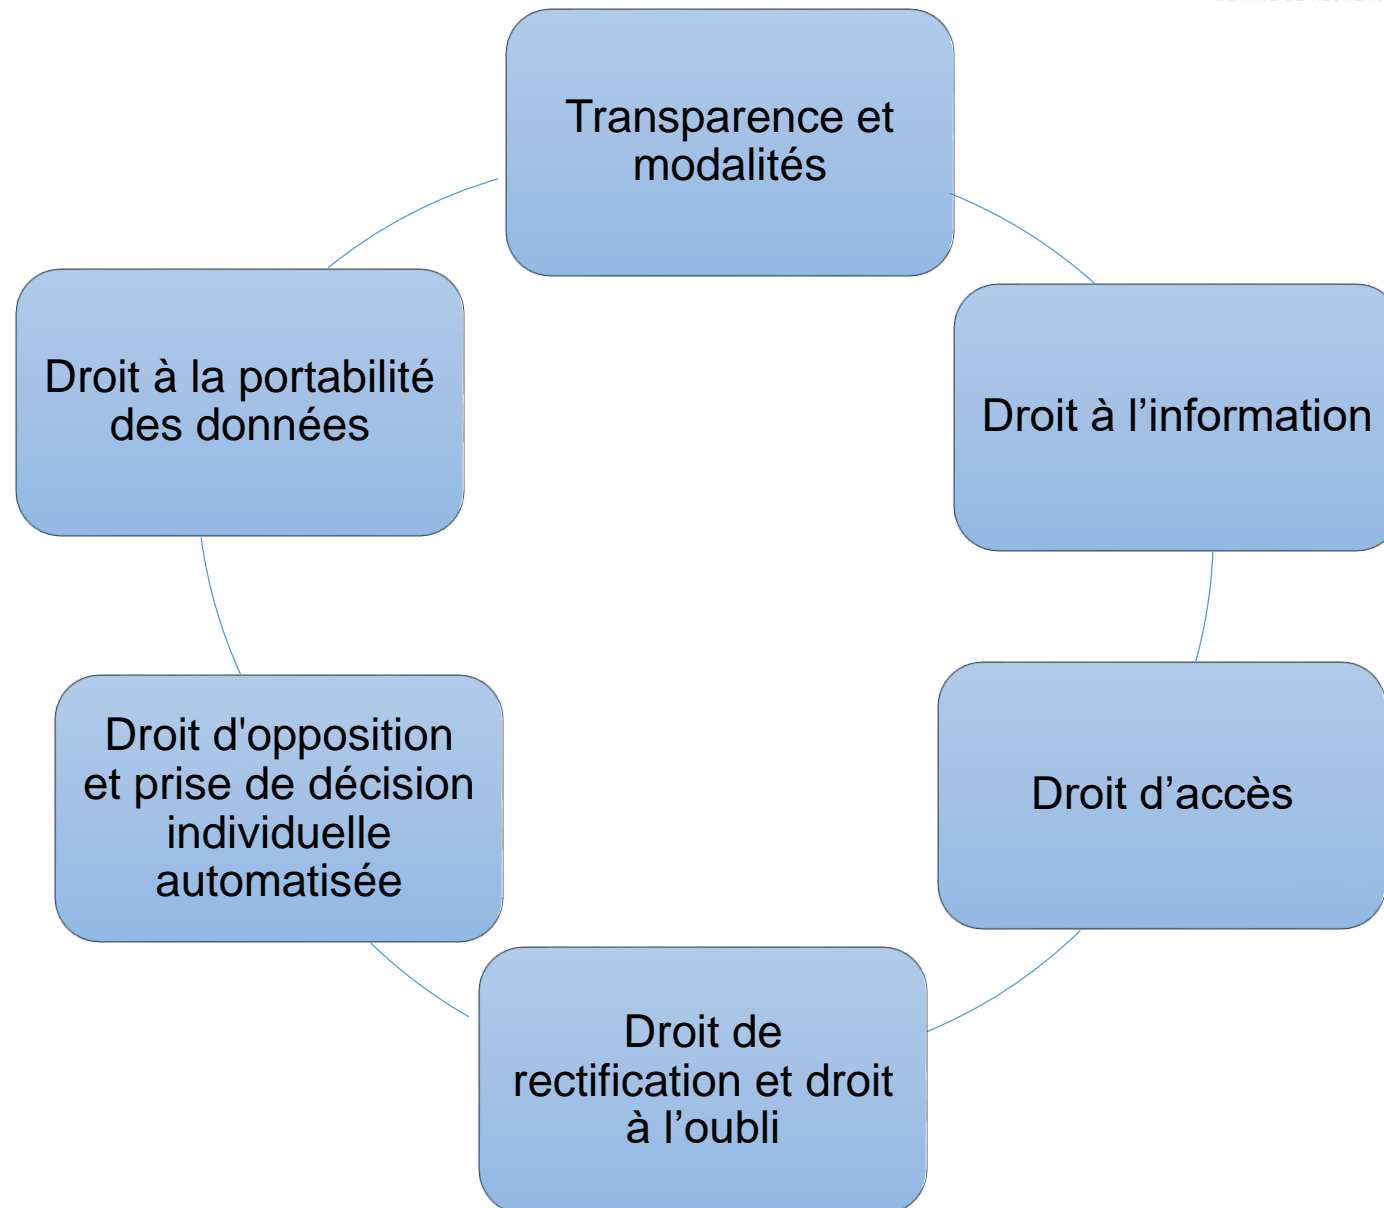 Transparence et
modalités
Droit à l’information
Droit d’accès
Droit de
rectification et droit
à l’oubli
Droit d'opposition
et prise de décision
individuelle
automatisée
Droit à la portabilité
des données